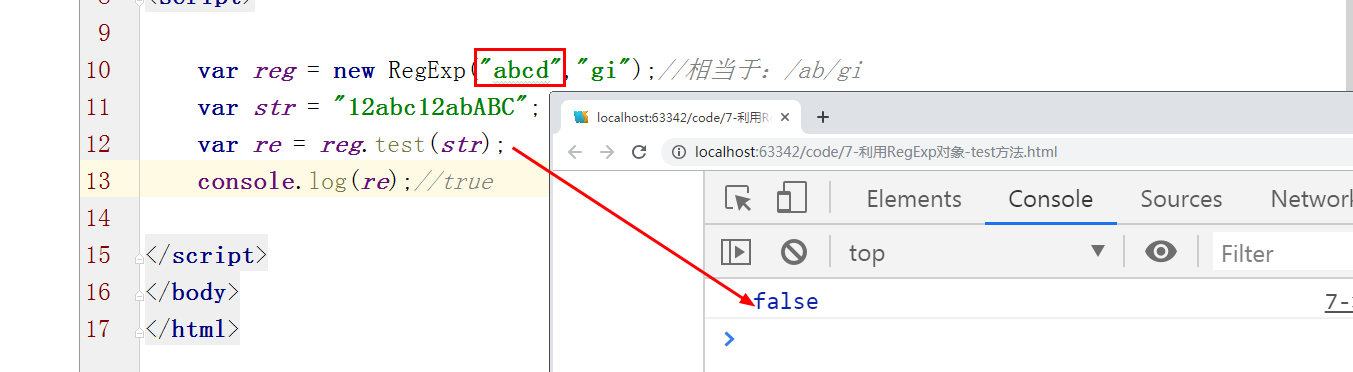 8
<script>
9
10 var reg = new RegExp("abcd","gi");//相当于：/ab/gi
11 var str = "12abc12abABC";
12 var re = reg.test(str);
13 console.log(re);//true
14
15 </script>
16 </body>
17 </html>
localhost:63342/code/7-利用Re
localhost:63342/code/7-利用RegExp对象-test方法.html
Elements Console Sources Network
top Filter
false 7-